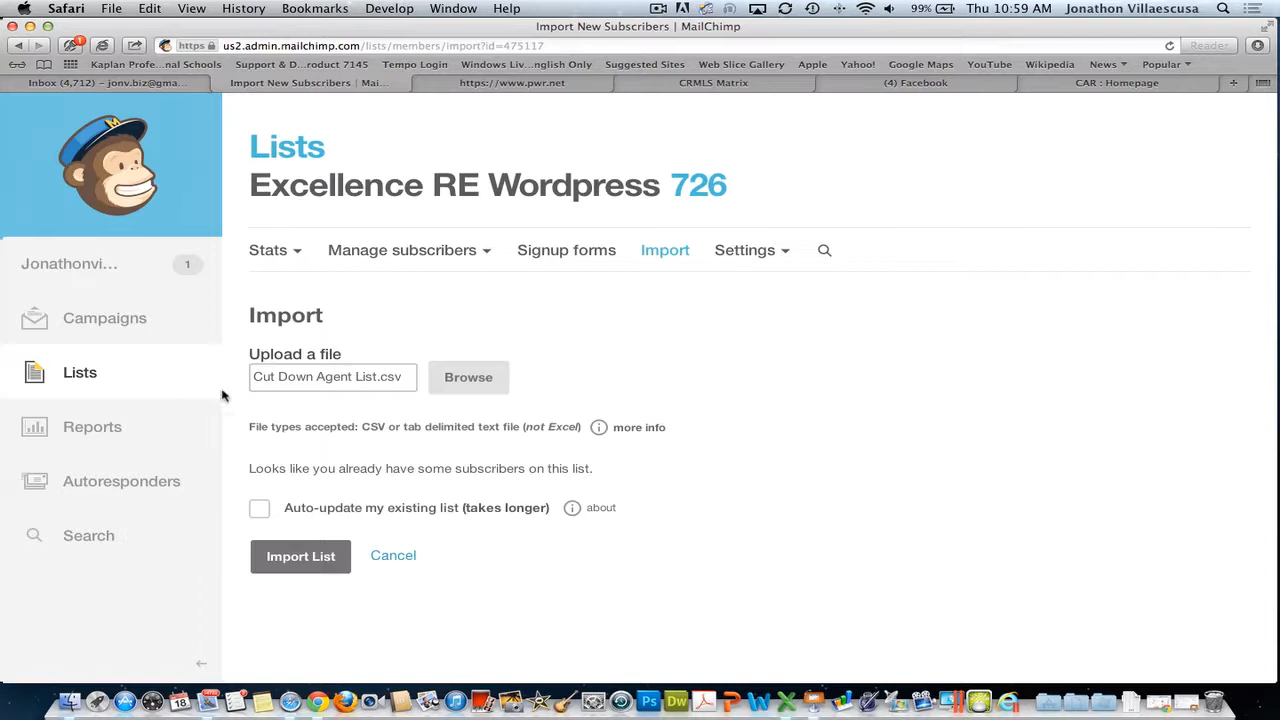 Safari File Edit View History Bookmarks Develop Window Help 99% Thu 10:59 AM Jonathon Villaescusa
Import New Subscribers | MailChimp
1 https us2.admin.mailchimp.com/lists/members/import?id=475117 Reader
Kaplan Profe...nal Schools Support & D...roduct 7145 Tempo Login Windows Liv...nglish Only Suggested Sites Web Slice Gallery Apple Yahoo! Google Maps YouTube Wikipedia News Popular
Inbox (4,712) – jonv.biz@gma... Import New Subscribers | Mai... https://www.pwr.net CRMLS Matrix (4) Facebook CAR : Homepage
M
Lists
Excellence RE Wordpress 726
Stats Manage subscribers Signup forms Import Settings
Jonathonvi... 1
Campaigns
Lists
Reports
Autoresponders
Search
Import
Upload a file
Cut Down Agent List.csv Browse
File types accepted: CSV or tab delimited text file (not Excel) i more info
Looks like you already have some subscribers on this list.
Auto-update my existing list (takes longer) i about
Import List Cancel
18 Ps Dw P W X